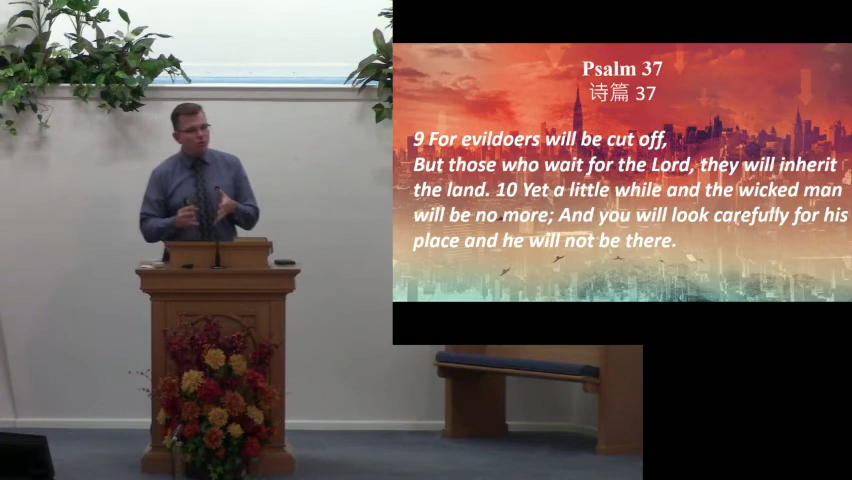 Psalm 37
诗篇 37
9 For evildoers will be cut off,
But those who wait for the Lord, they will inherit
the land. 10 Yet a little while and the wicked man
will be no more; And you will look carefully for his
place and he will not be there.